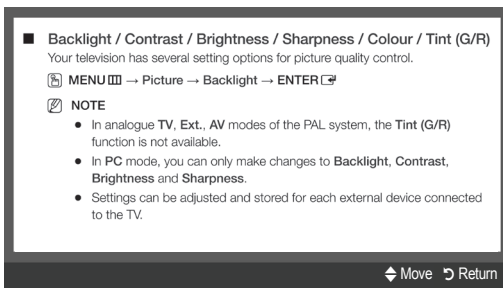 ■ Backlight / Contrast / Brightness / Sharpness / Colour / Tint (G/R)
Your television has several setting options for picture quality control.
MENU → Picture → Backlight → ENTER
NOTE
● In analogue TV, Ext., AV modes of the PAL system, the Tint (G/R)
function is not available.
● In PC mode, you can only make changes to Backlight, Contrast,
Brightness and Sharpness.
● Settings can be adjusted and stored for each external device connected
to the TV.
Move Return